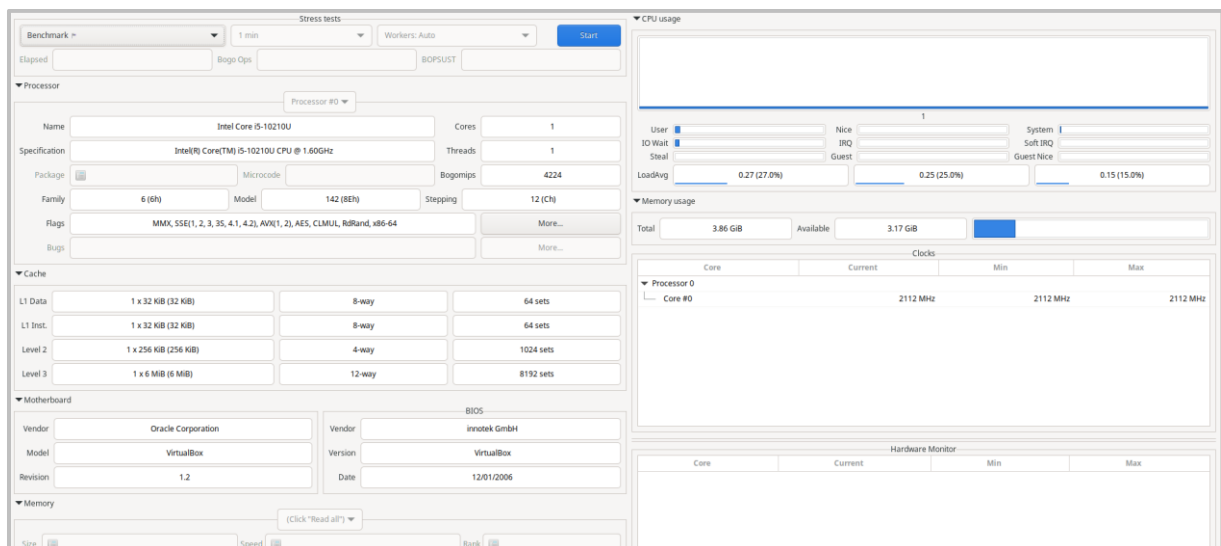 Stress tests
Benchmark
1 min
Workers: Auto
Start
Elapsed
Bogo Ops
BOPSUST
Processor
Processor #0
Name
Intel Core i5-10210U
Cores
1
Specification
Intel(R) Core(TM) i5-10210U CPU @ 1.60GHz
Threads
1
Package
Microcode
Bogomips
4224
Family
6 (6h)
Model
142 (8Eh)
Stepping
12 (Ch)
Flags
MMX, SSE(1, 2, 3, 3S, 4.1, 4.2), AVX(1, 2), AES, CLMUL, RdRand, x86-64
More...
Bugs
More...
Cache
L1 Data
1 x 32 KiB (32 KiB)
8-way
64 sets
L1 Inst.
1 x 32 KiB (32 KiB)
8-way
64 sets
Level 2
1 x 256 KiB (256 KiB)
4-way
1024 sets
Level 3
1 x 6 MiB (6 MiB)
12-way
8192 sets
Motherboard
Vendor
Oracle Corporation
Model
VirtualBox
Revision
1.2
BIOS
Vendor
innotek GmbH
Version
VirtualBox
Date
12/01/2006
Memory
(Click "Read all")
Size
Speed
Rank
CPU usage
1
User
Nice
System
IO Wait
IRQ
Soft IRQ
Steal
Guest
Guest Nice
LoadAvg
0.27 (27.0%)
0.25 (25.0%)
0.15 (15.0%)
Memory usage
Total
3.86 GiB
Available
3.17 GiB
Clocks
Core
Current
Min
Max
Processor 0
Core #0
2112 MHz
2112 MHz
2112 MHz
Hardware Monitor
Core
Current
Min
Max